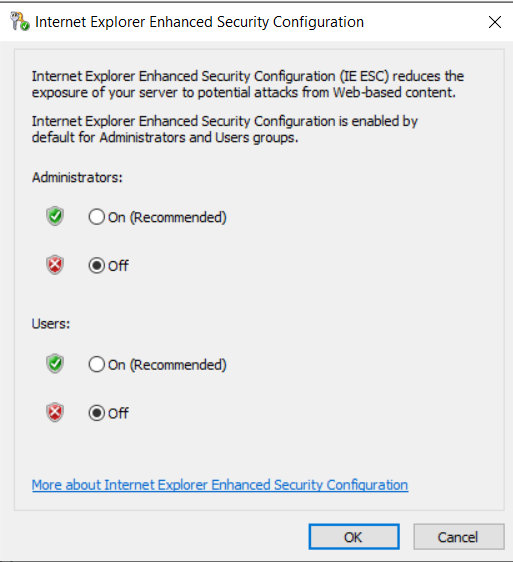 Internet Explorer Enhanced Security Configuration
Internet Explorer Enhanced Security Configuration (IE ESC) reduces the
exposure of your server to potential attacks from Web-based content.
Internet Explorer Enhanced Security Configuration is enabled by
default for Administrators and Users groups.
Administrators:
On (Recommended)
Off
Users:
On (Recommended)
Off
More about Internet Explorer Enhanced Security Configuration
OK
Cancel